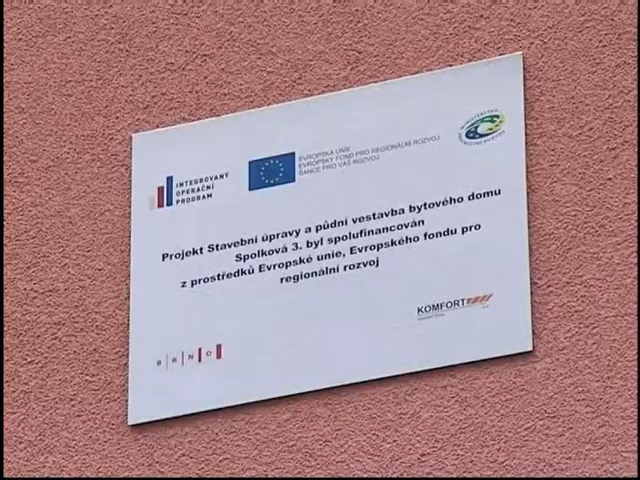 INTEGROVANÝ
OPERAČNÍ
PROGRAM
EVROPSKÁ UNIE
EVROPSKÝ FOND PRO REGIONÁLNÍ ROZVOJ
ŠANCE PRO VÁŠ ROZVOJ
Projekt Stavební úpravy a půdní vestavba bytového domu
Spolková 3. byl spolufinancován
z prostředků Evropské unie, Evropského fondu pro
regionální rozvoj
KOMFORT
B R N O